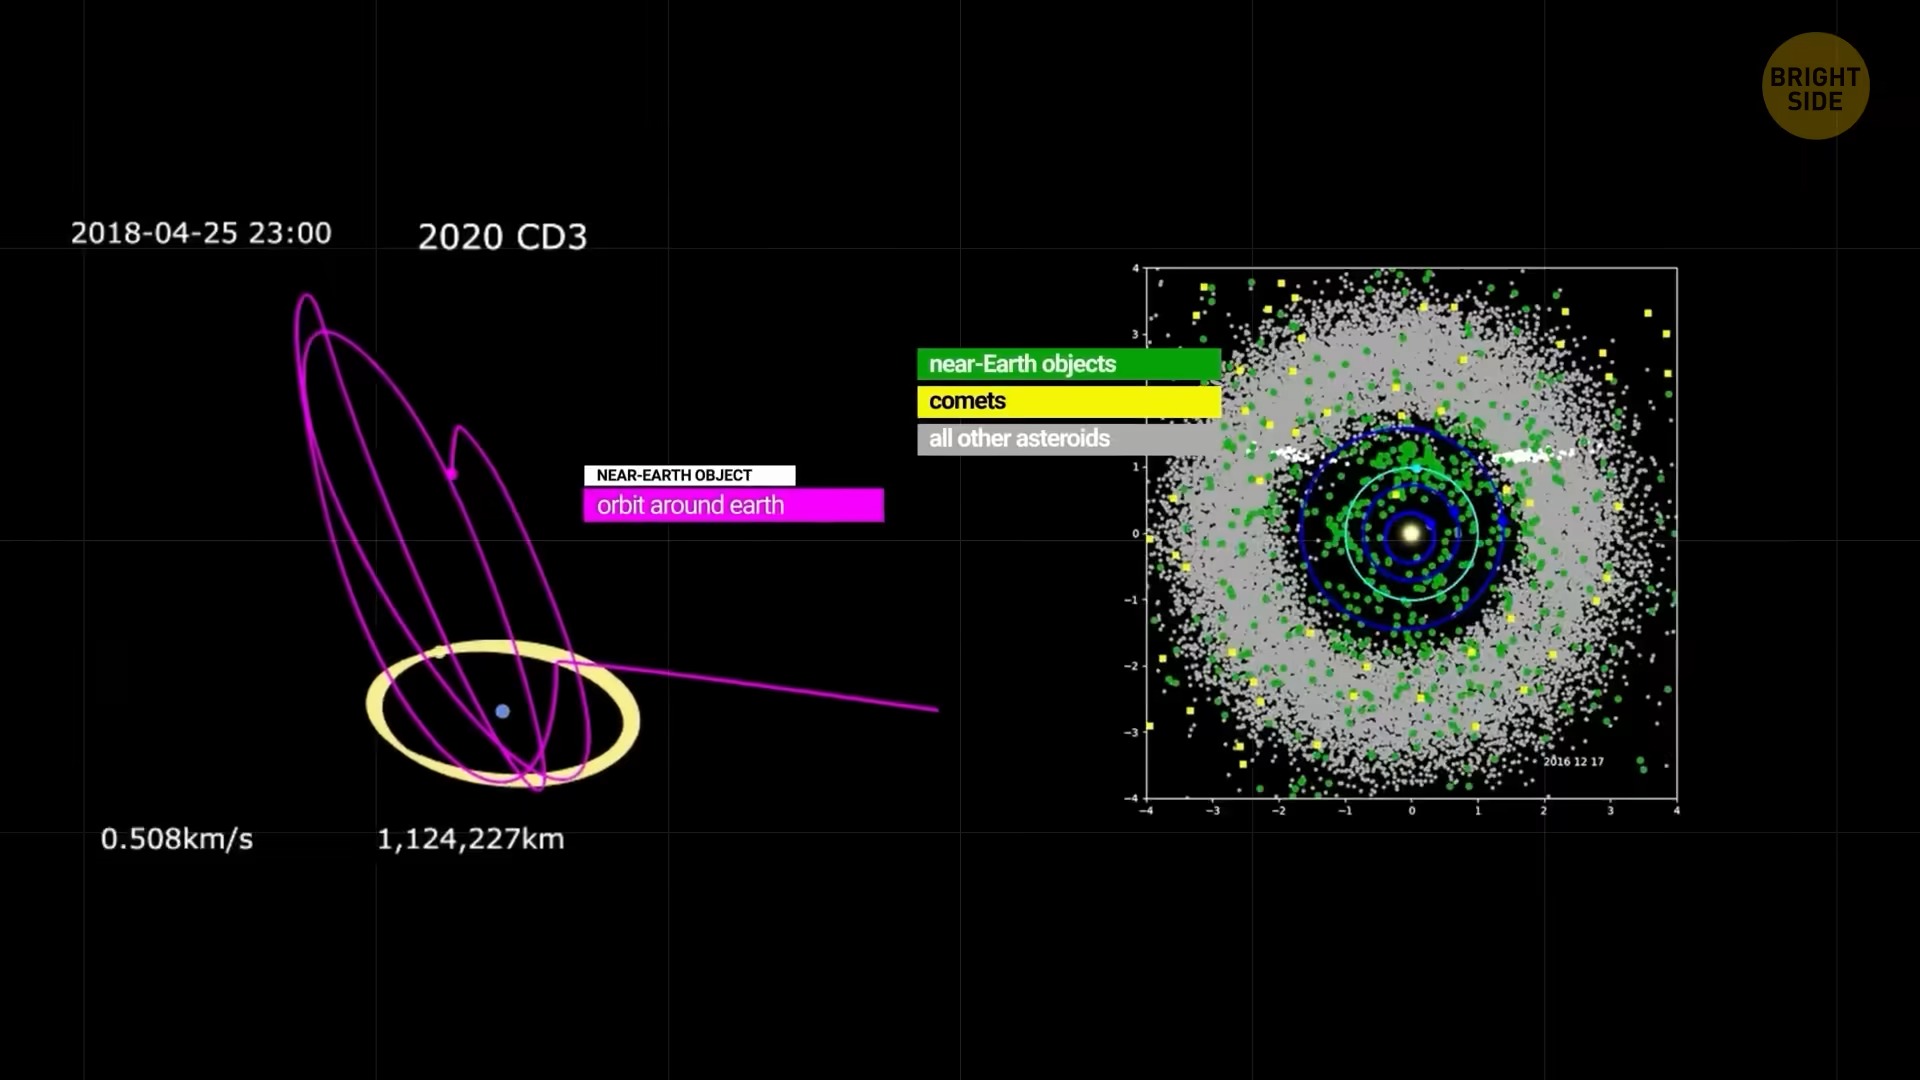 BRIGHT
SIDE
2018-04-25 23:00
2020 CD3
near-Earth objects
comets
all other asteroids
NEAR-EARTH OBJECT
orbit around earth
0.508km/s
1,124,227km
4
3
1
0
−1
−2
−3
−4
−4 −3 −2 −1 0 1 2 3 4
2016 12 17